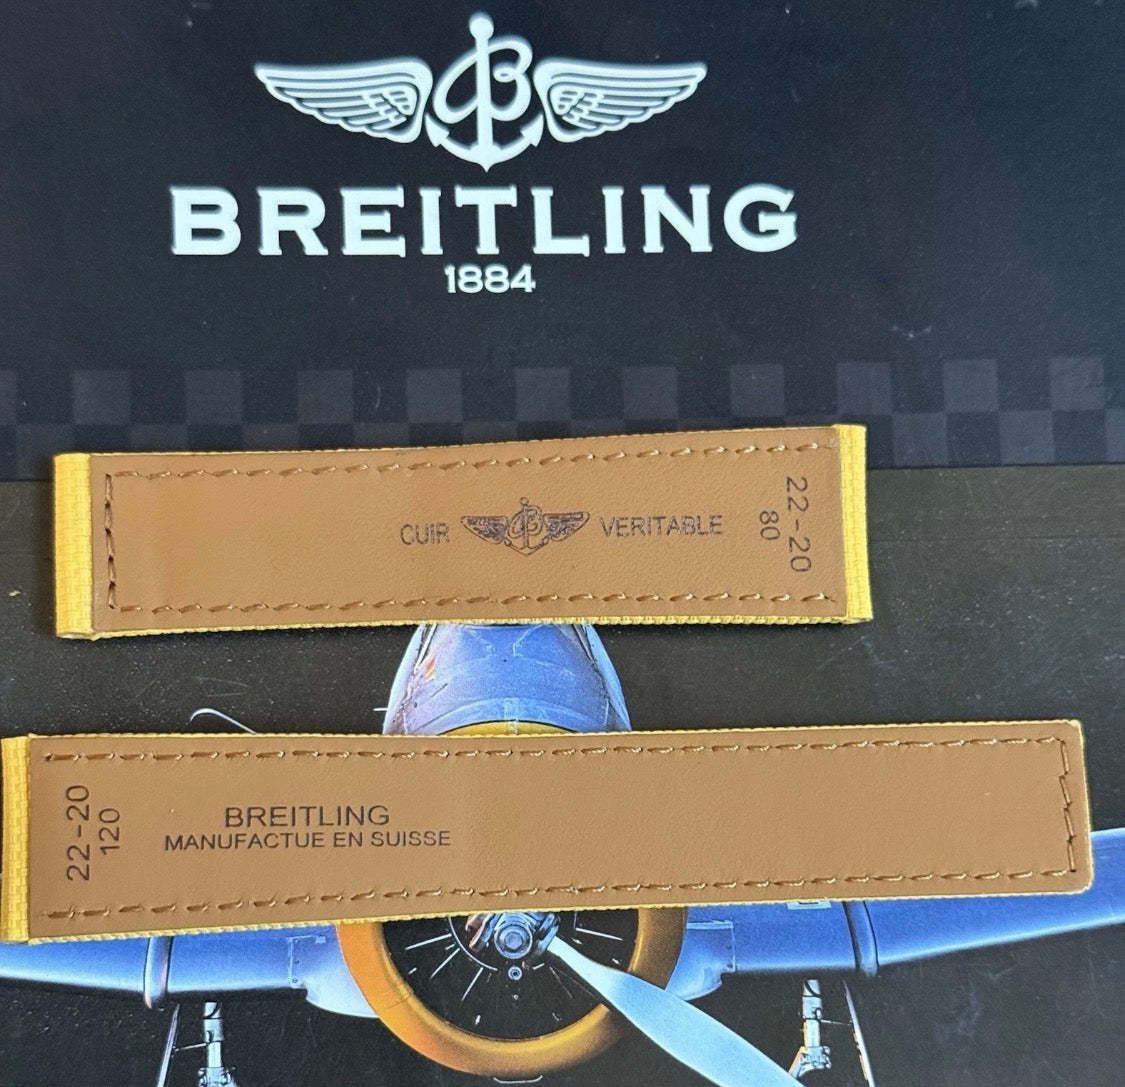 BREITLING
1884
CUIR VERITABLE
22-20
80
22-20
120
BREITLING
MANUFACTUE EN SUISSE